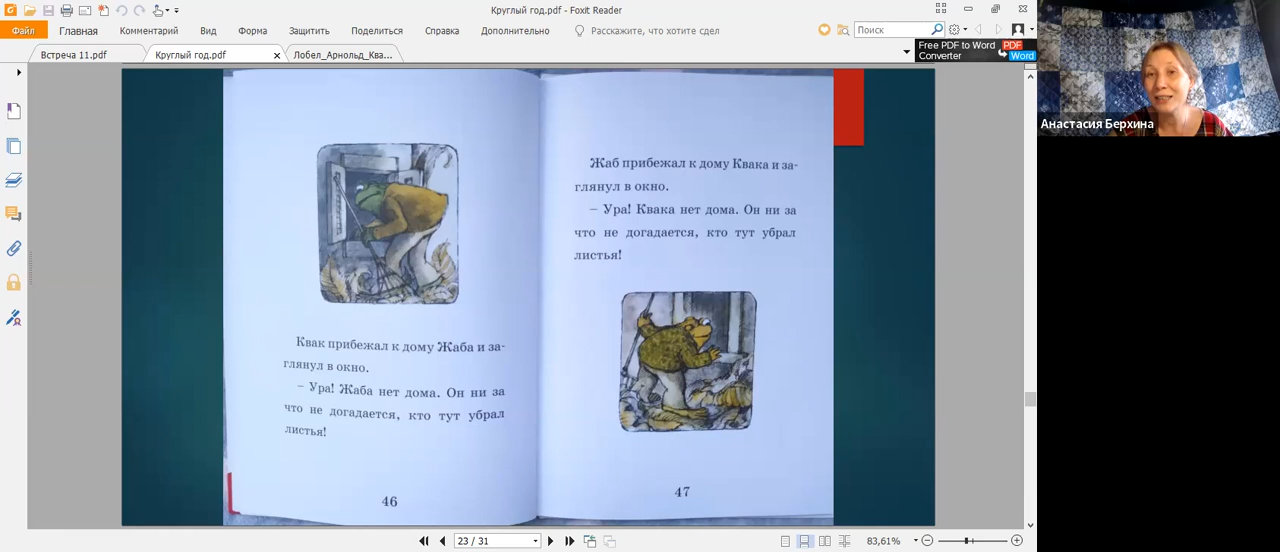 Круглый год.pdf - Foxit Reader
Файл Главная Комментарий Вид Форма Защитить Поделиться Справка Дополнительно Расскажите, что хотите сдел Поиск
Встреча 11.pdf Круглый год.pdf Лобел_Арнольд_Ква...
Free PDF to Word
Converter
PDF
Word
Анастасия Берхина
Квак прибежал к дому Жаба и за-
глянул в окно.
– Ура! Жаба нет дома. Он ни за
что не догадается, кто тут убрал
листья!
46
Жаб прибежал к дому Квака и за-
глянул в окно.
– Ура! Квака нет дома. Он ни за
что не догадается, кто тут убрал
листья!
47
23 / 31
83,61%